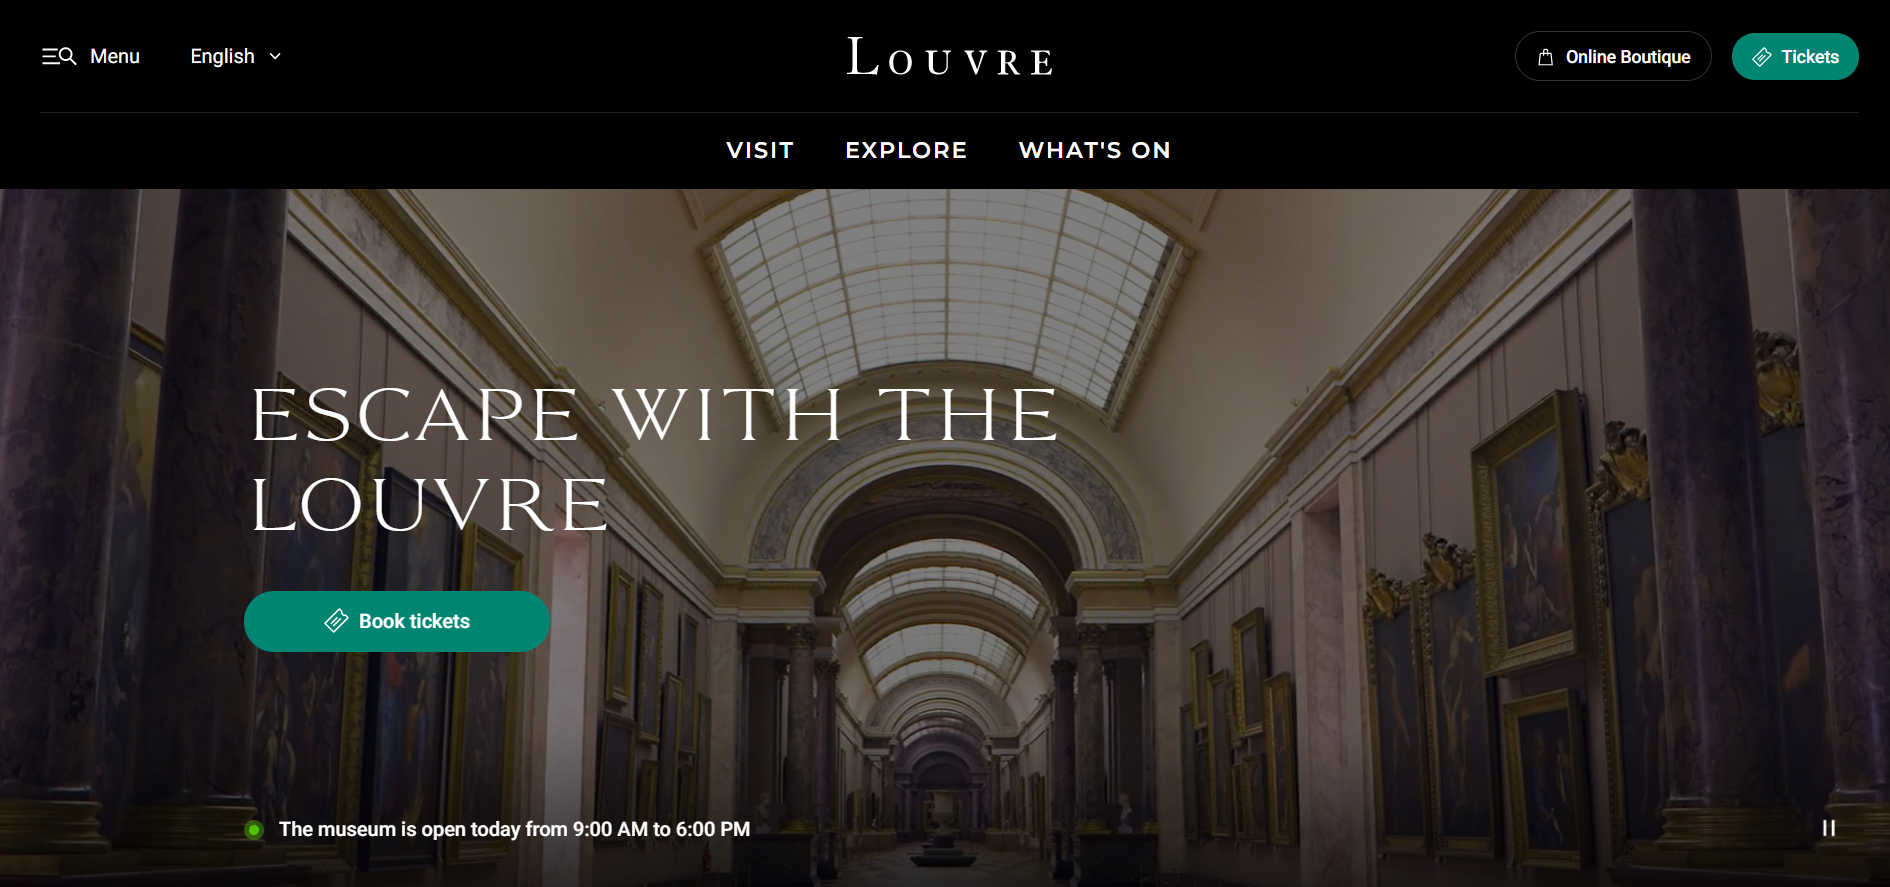 Menu
English
LOUVRE
Online Boutique
Tickets
VISIT
EXPLORE
WHAT'S ON
ESCAPE WITH THE
LOUVRE
Book tickets
The museum is open today from 9:00 AM to 6:00 PM